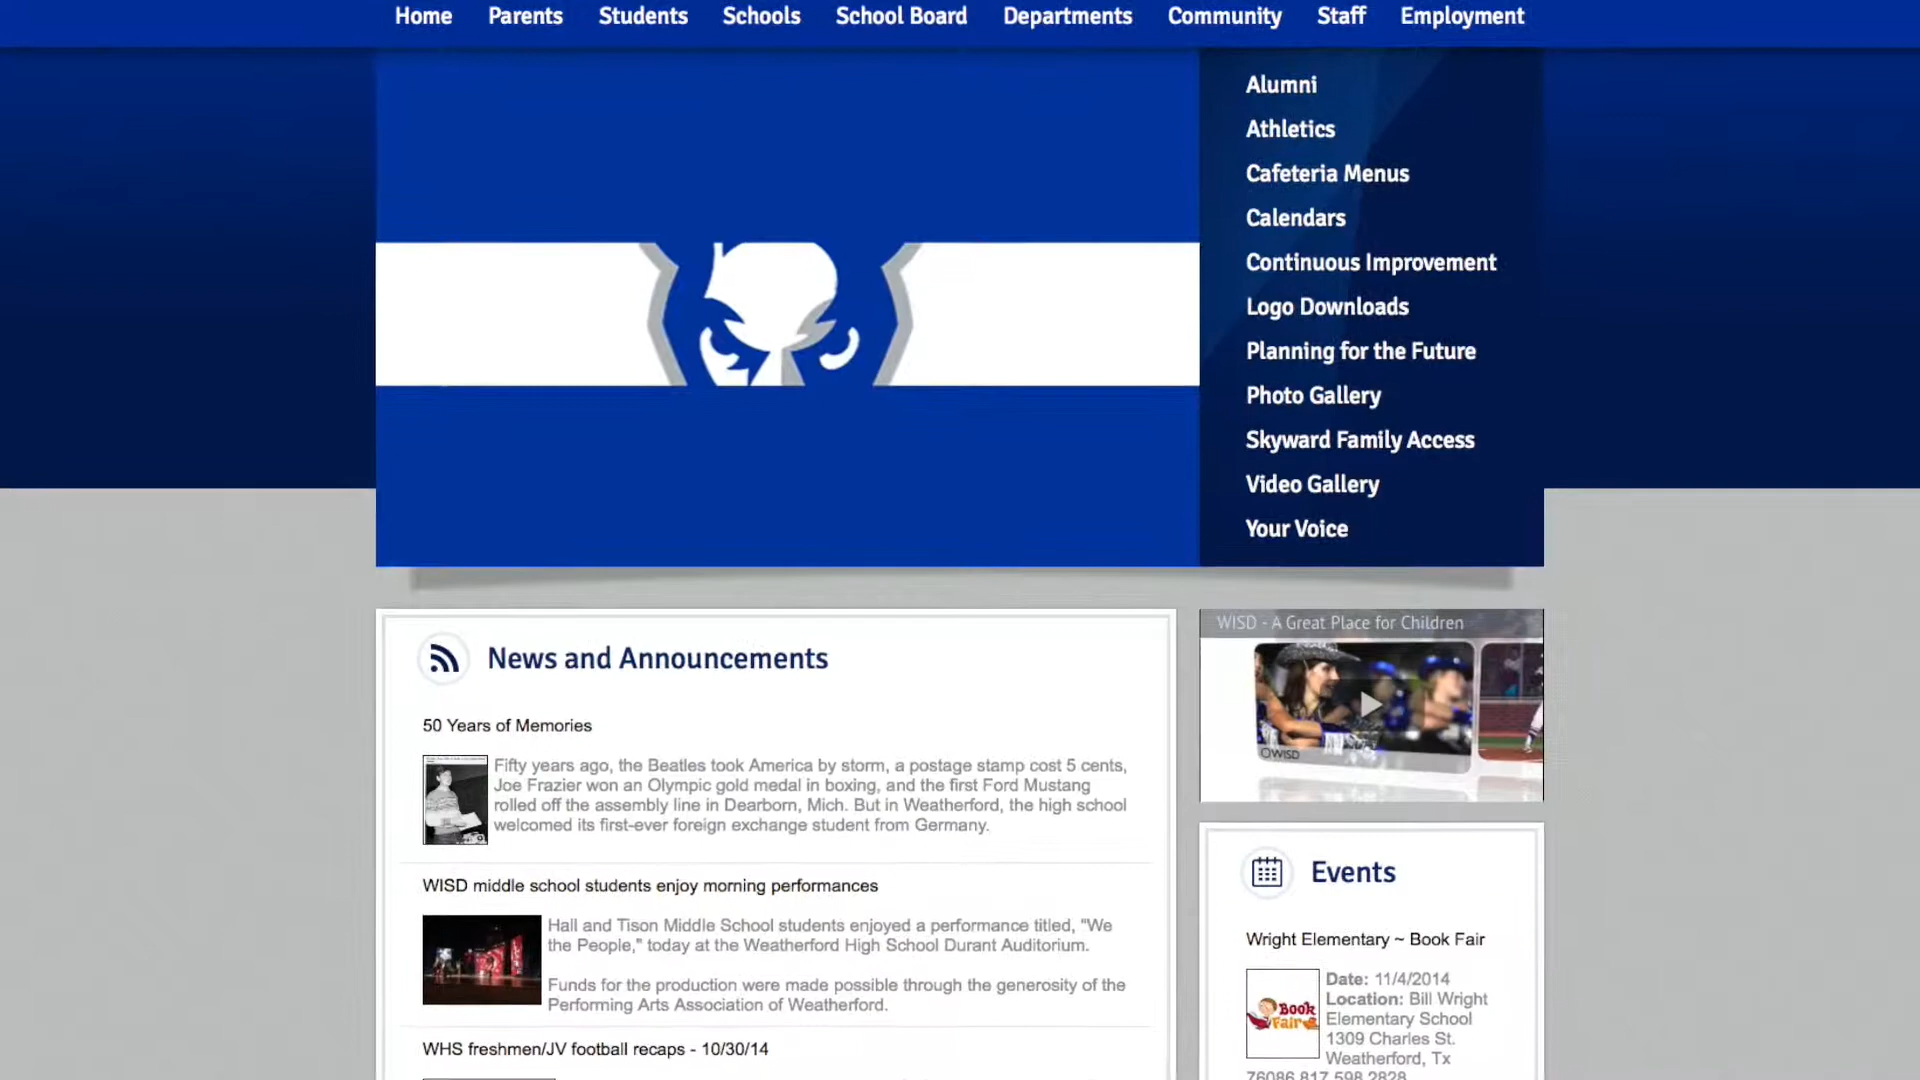 Home Parents Students Schools School Board Departments Community Staff Employment
Alumni
Athletics
Cafeteria Menus
Calendars
Continuous Improvement
Logo Downloads
Planning for the Future
Photo Gallery
Skyward Family Access
Video Gallery
Your Voice
News and Announcements
50 Years of Memories
Fifty years ago, the Beatles took America by storm, a postage stamp cost 5 cents,
Joe Frazier won an Olympic gold medal in boxing, and the first Ford Mustang
rolled off the assembly line in Dearborn, Mich. But in Weatherford, the high school
welcomed its first-ever foreign exchange student from Germany.
WISD middle school students enjoy morning performances
Hall and Tison Middle School students enjoyed a performance titled, "We
the People," today at the Weatherford High School Durant Auditorium.
Funds for the production were made possible through the generosity of the
Performing Arts Association of Weatherford.
WHS freshmen/JV football recaps - 10/30/14
WISD - A Great Place for Children
WISD
Events
Wright Elementary ~ Book Fair
Book
Fair
Date: 11/4/2014
Location: Bill Wright
Elementary School
1309 Charles St.
Weatherford, Tx
76086 817.598.2828